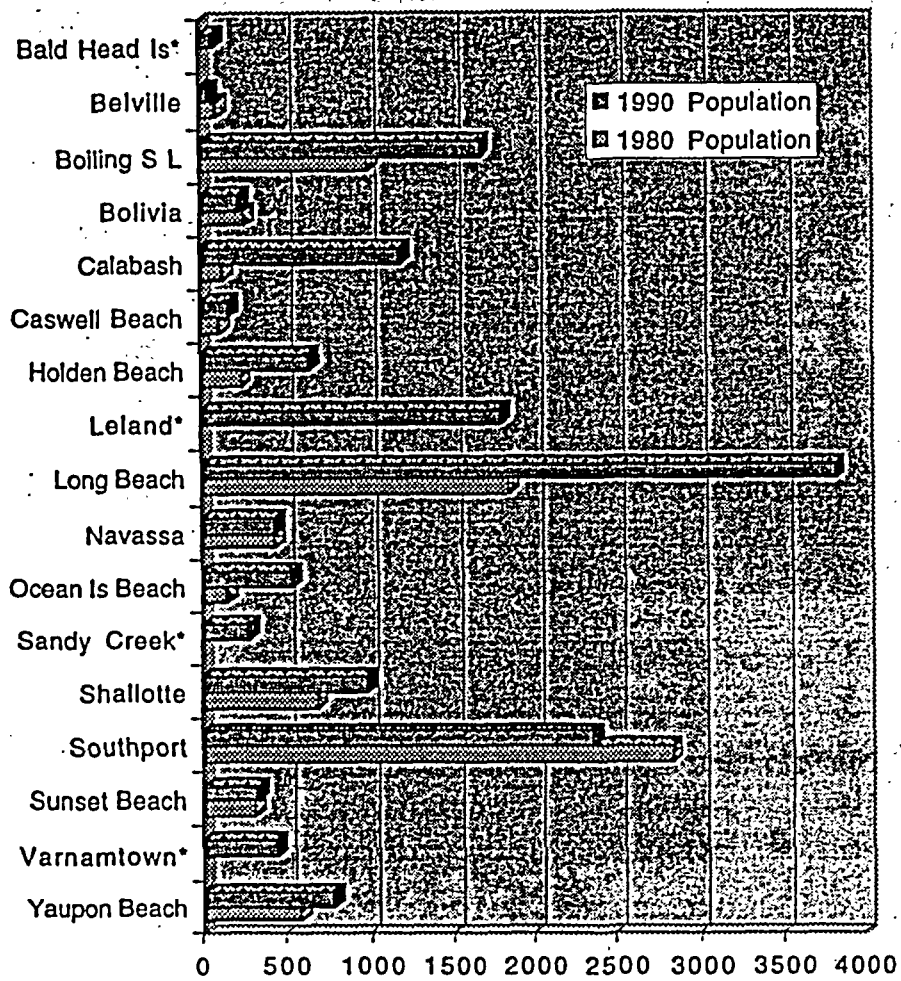 Bald Head Is*
Belville
Boiling S L
Bolivia
Calabash
Caswell Beach
Holden Beach
Leland*
Long Beach
Navassa
Ocean Is Beach
Sandy Creek*
Shallotte
Southport
Sunset Beach
Varnamtown*
Yaupon Beach
1990 Population
1980 Population
0 500 1000 1500 2000 2500 3000 3500 4000